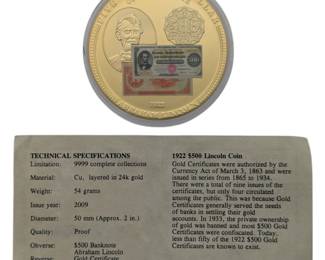 TECHNICAL SPECIFICATIONS
Limitation: 9999 complete collections
Material: Cu, layered in 24k gold
Weight: 54 grams
Issue year: 2009
Diameter: 50 mm (Approx. 2 in.)
Quality: Proof
Obverse: $500 Banknote
Abraham Lincoln
Reverse: Gold Certificate
1922 $500 Lincoln Coin
Gold Certificates were authorized by the
Currency Act of March 3, 1863 and were
issued in series from 1865 to 1934.
There were a total of nine issues of the
certificates, but only four circulated
among the public. This was because Gold
Certificates generally served the needs
of banks in settling their gold
accounts. In 1933, the private ownership
of gold was banned and most $500 Gold
Certificates were confiscated. Today,
less than fifty of the 1922 $500 Gold
Certificates are known to exist.